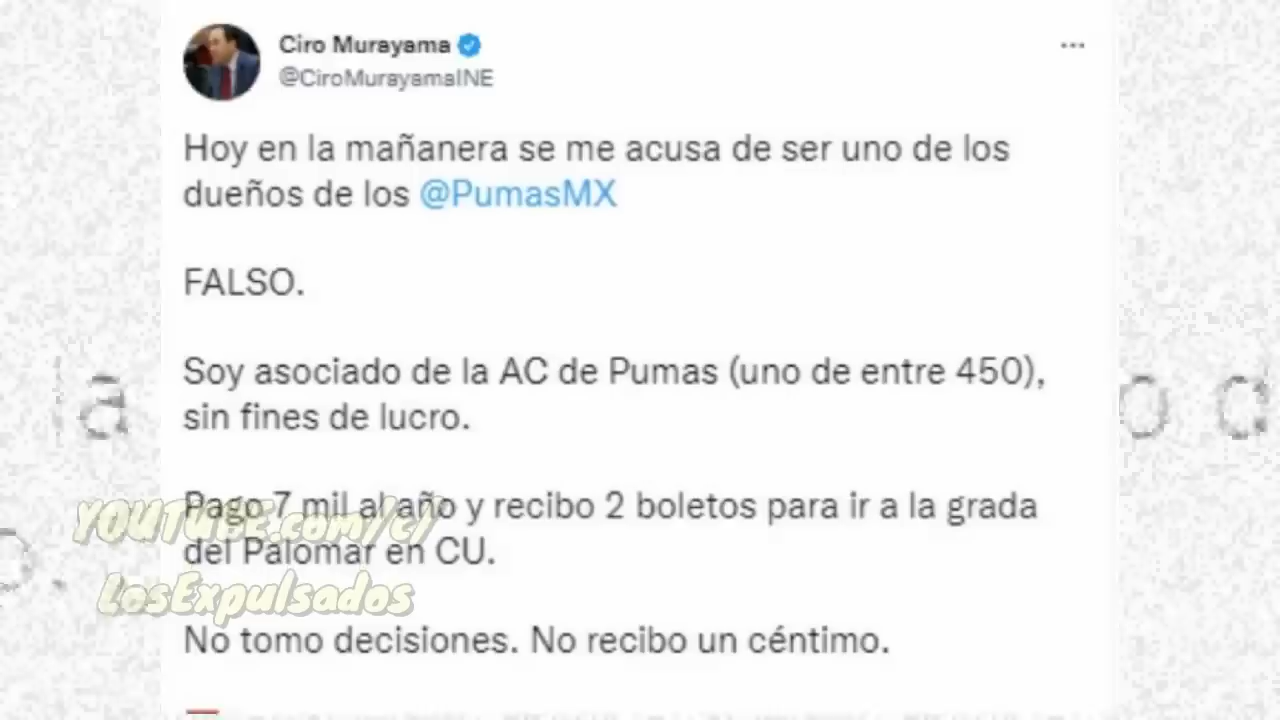 Ciro Murayama
@CiroMurayamaINE
Hoy en la mañanera se me acusa de ser uno de los
dueños de los @PumasMX
FALSO.
Soy asociado de la AC de Pumas (uno de entre 450),
sin fines de lucro.
Pago 7 mil al año y recibo 2 boletos para ir a la grada
del Palomar en CU.
No tomo decisiones. No recibo un céntimo.
YOUTUBE.com/c/
LosExpulsados
la